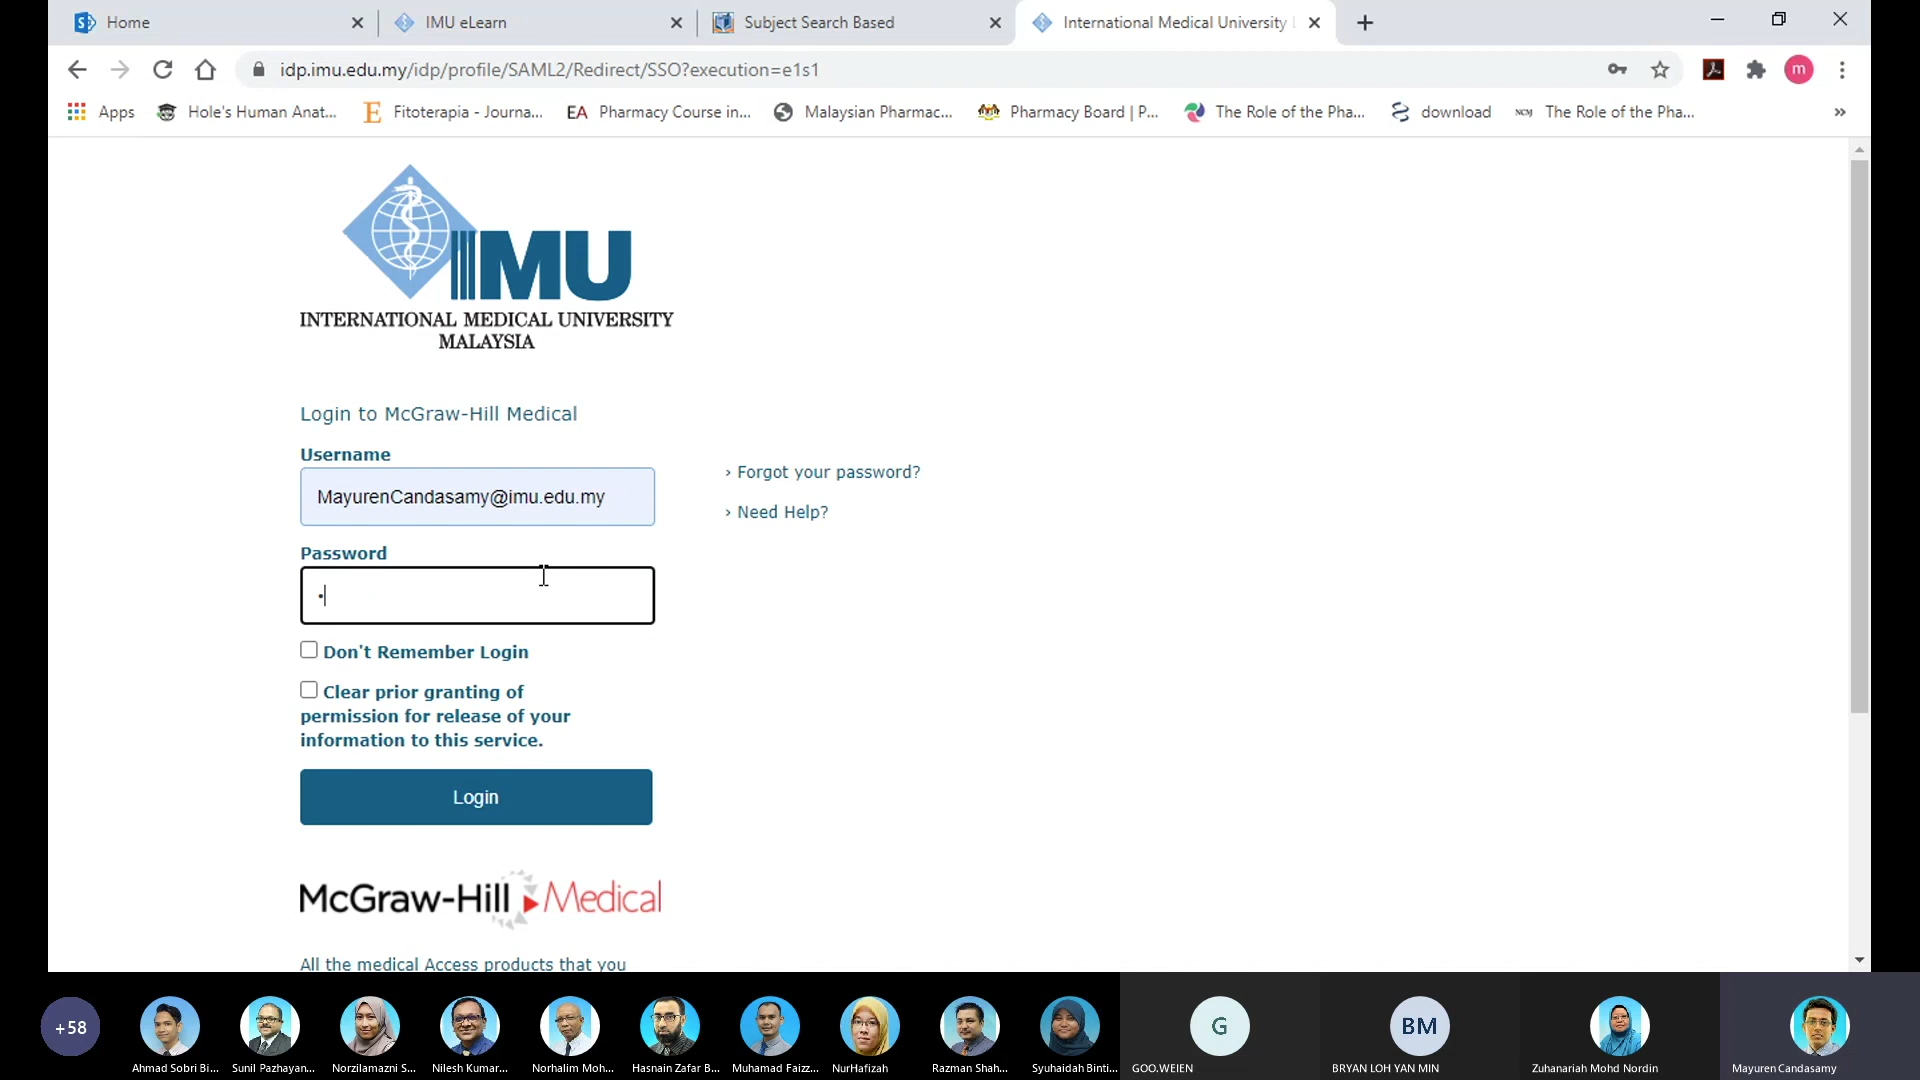 Home
IMU eLearn
Subject Search Based
International Medical University
idp.imu.edu.my/idp/profile/SAML2/Redirect/SSO?execution=e1s1
m
Apps
Hole's Human Anat...
Fitoterapia - Journa...
EA Pharmacy Course in...
Malaysian Pharmac...
Pharmacy Board | P...
The Role of the Pha...
download
The Role of the Pha...
IMU
INTERNATIONAL MEDICAL UNIVERSITY
MALAYSIA
Login to McGraw-Hill Medical
Username
MayurenCandasamy@imu.edu.my
› Forgot your password?
› Need Help?
Password
Don't Remember Login
Clear prior granting of
permission for release of your
information to this service.
Login
McGraw-Hill Medical
All the medical Access products that you
+58
G
BM
Ahmad Sobri Bi...
Sunil Pazhayan...
Norzilamazni S...
Nilesh Kumar...
Norhalim Moh...
Hasnain Zafar B...
Muhamad Faizz...
NurHafizah
Razman Shah...
Syuhaidah Binti...
GOO.WEIEN
BRYAN LOH YAN MIN
Zuhanariah Mohd Nordin
Mayuren Candasamy